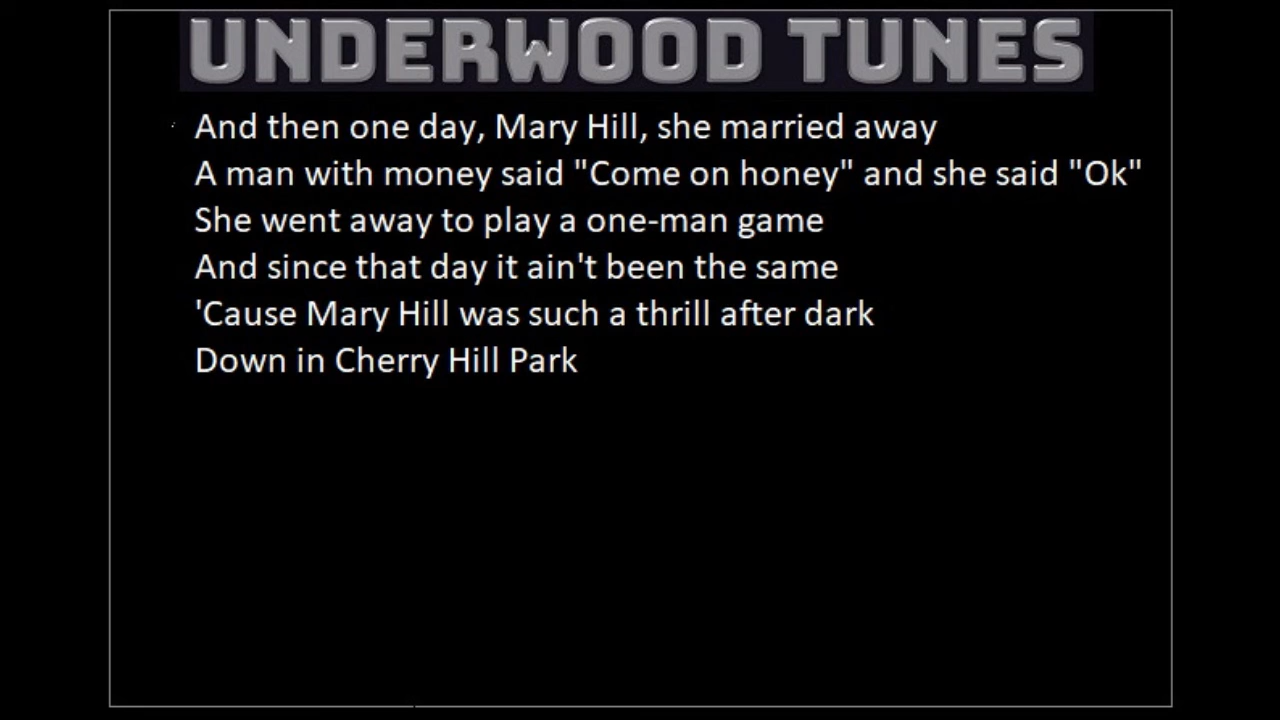 UNDERWOOD TUNES
And then one day, Mary Hill, she married away
A man with money said "Come on honey" and she said "Ok"
She went away to play a one-man game
And since that day it ain't been the same
'Cause Mary Hill was such a thrill after dark
Down in Cherry Hill Park